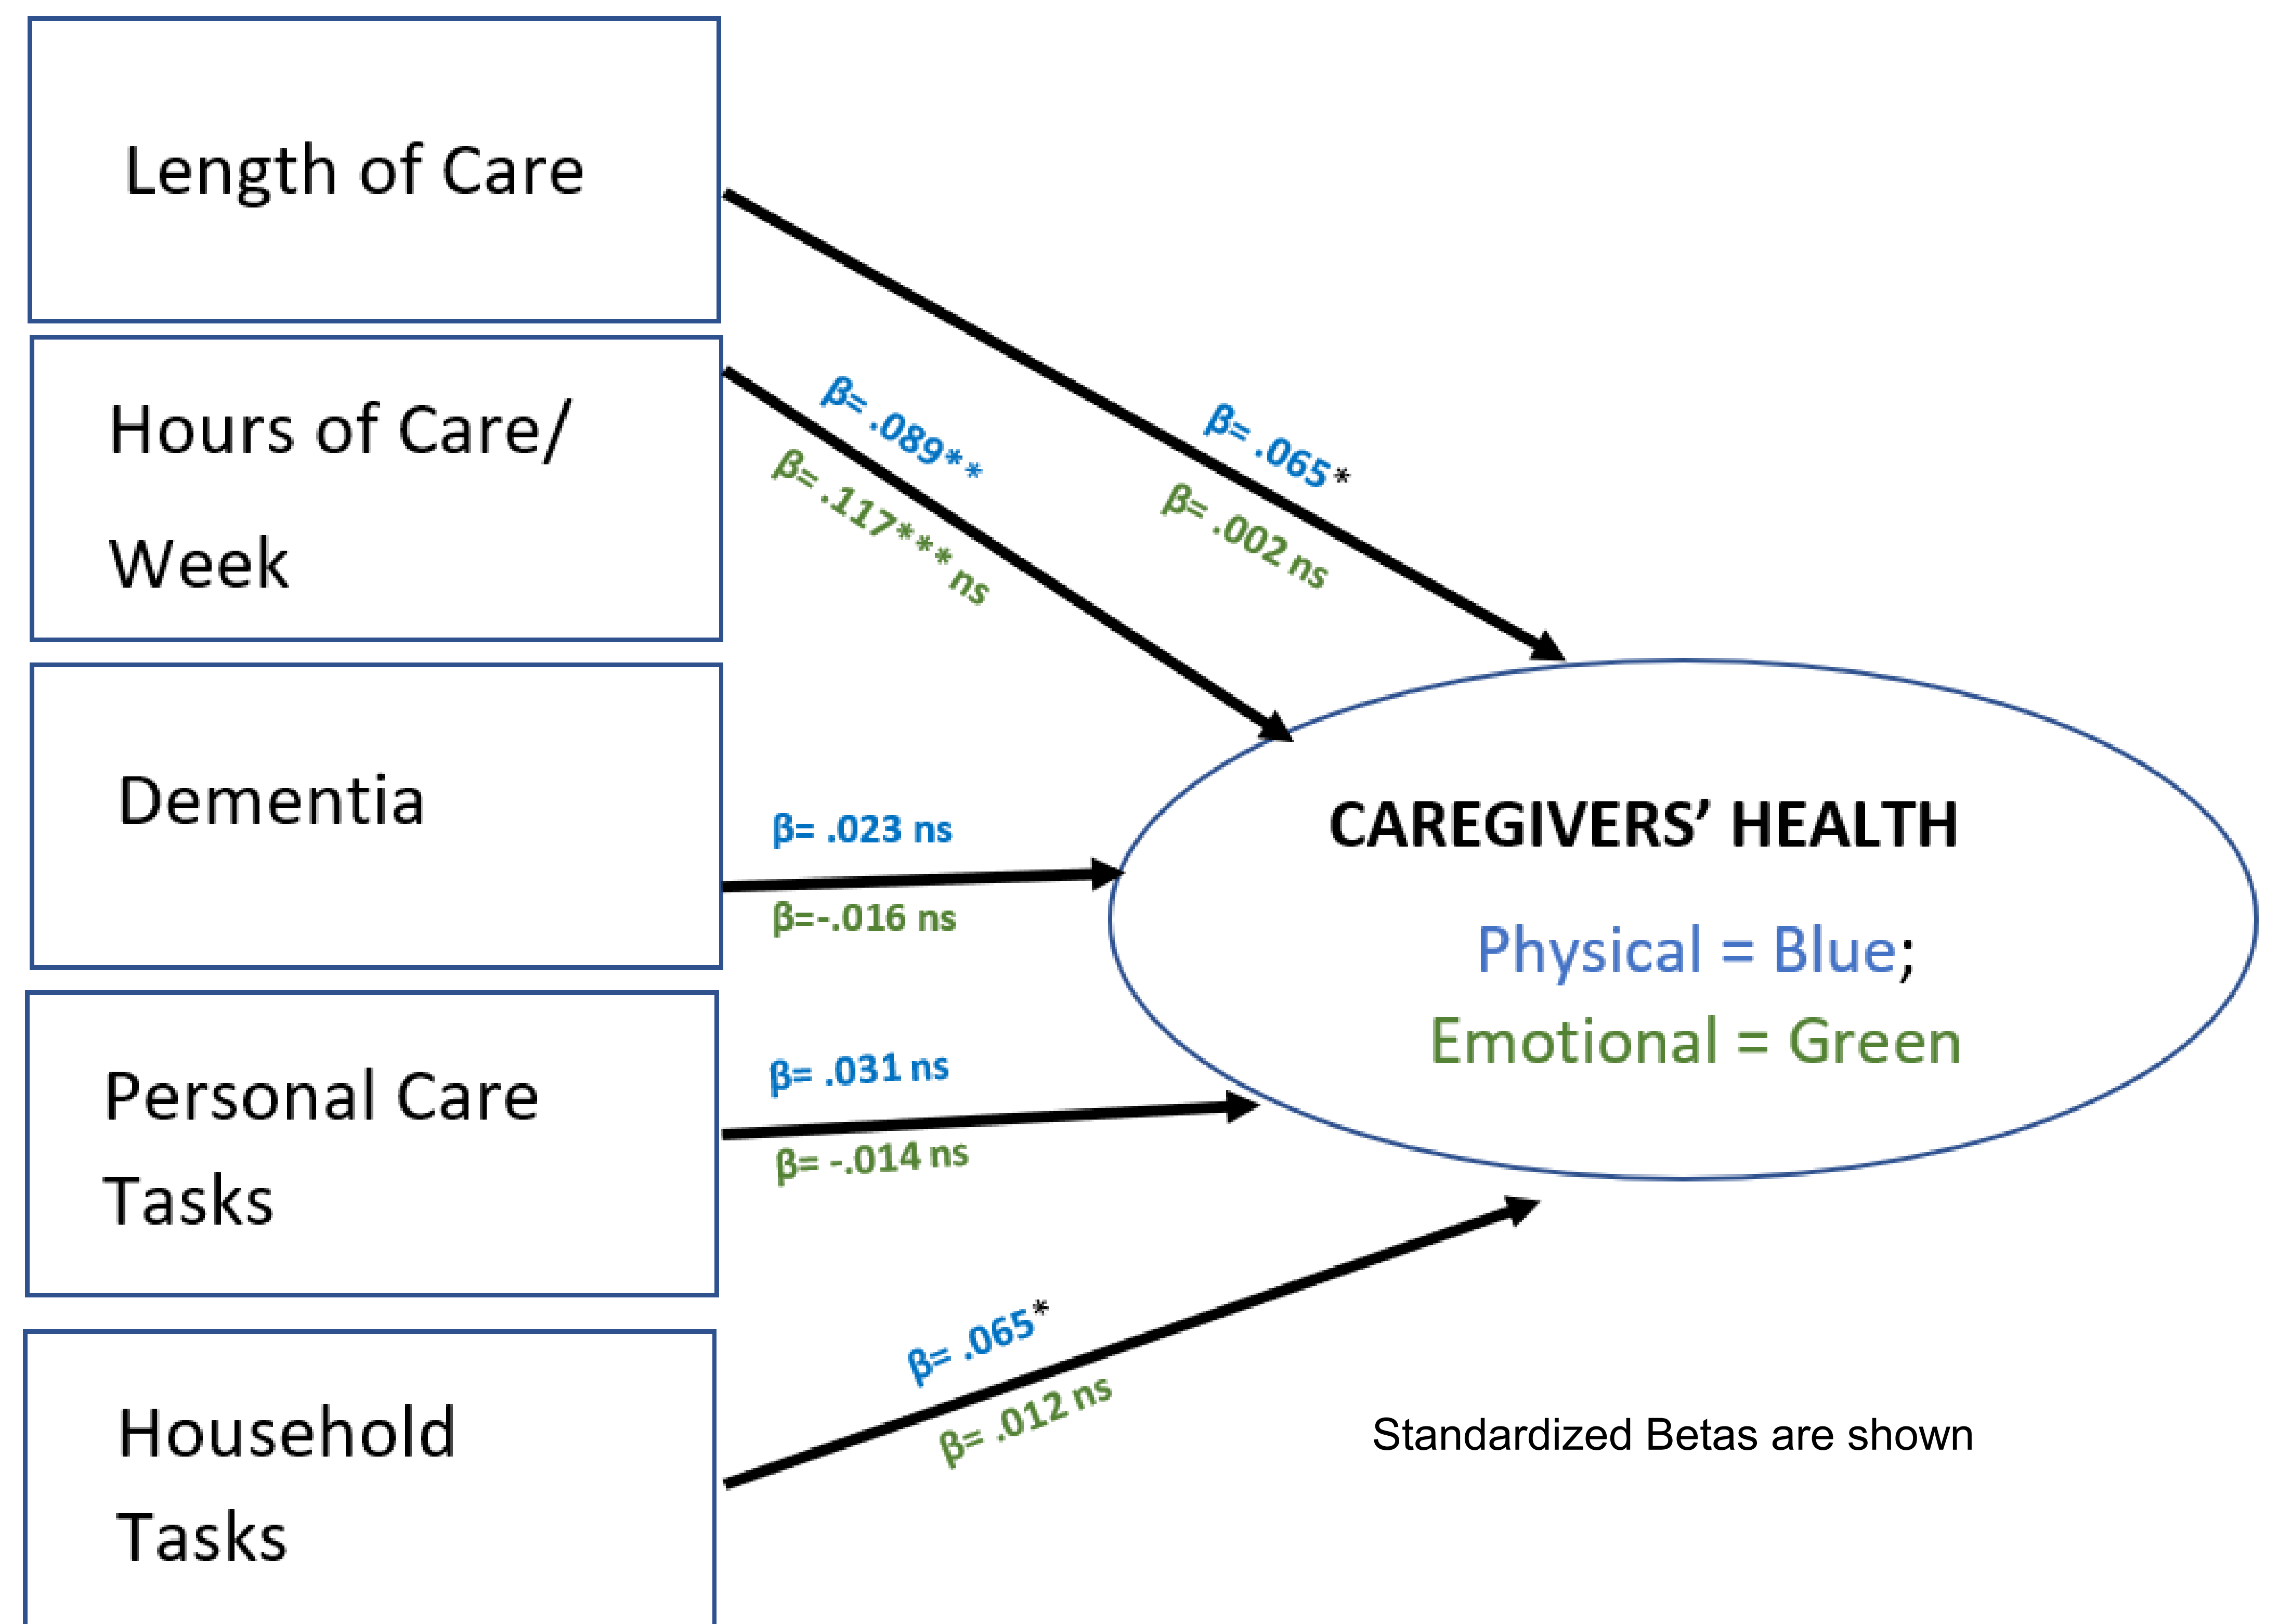 Length of Care
Hours of Care/
Week
β= .089**
β= .117*** ns
β= .065*
β= .002 ns
Dementia
β= .023 ns
β=-.016 ns
CAREGIVERS’ HEALTH
Physical = Blue;
Emotional = Green
Personal Care
Tasks
β= .031 ns
β= -.014 ns
Household
Tasks
β= .065*
β= .012 ns
Standardized Betas are shown